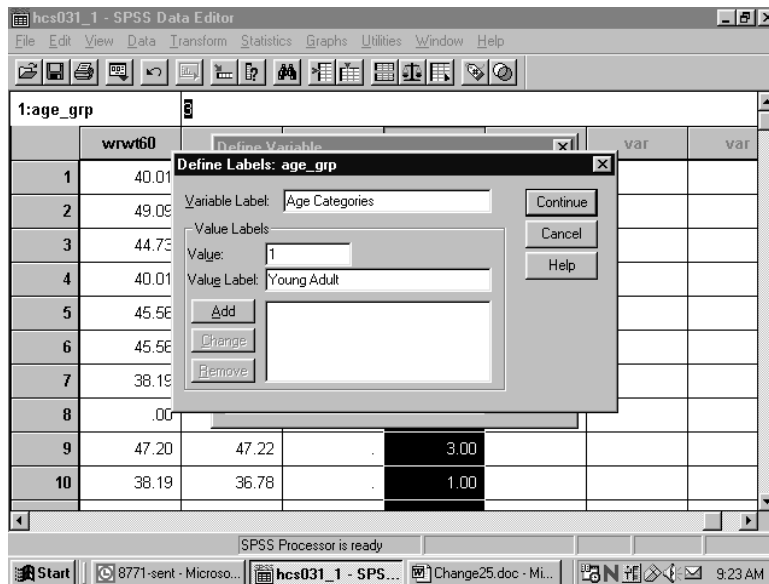 hcs031_1 - SPSS Data Editor
File Edit View Data Transform Statistics Graphs Utilities Window Help
1:age_grp 3
wrwt60 var var
Define Variable
Define Labels: age_grp
Variable Label: Age Categories Continue
Value Labels Cancel
Value: 1 Help
Value Label: Young Adult
Add
Change
Remove
1 40.01
2 49.09
3 44.73
4 40.01
5 45.56
6 45.56
7 38.19
8 .00
9 47.20 47.22 . 3.00
10 38.19 36.78 . 1.00
SPSS Processor is ready
Start 8771-sent - Microso... hcs031_1 - SPS... Change25.doc - Mi... 9:23 AM